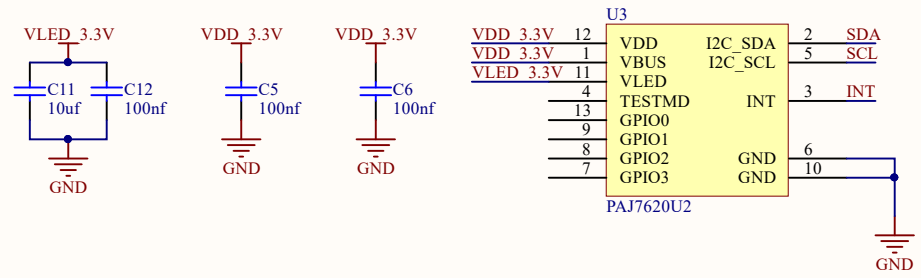 VLED_3.3V
C11
10uf
C12
100nf
GND
VDD_3.3V
C5
100nf
GND
VDD_3.3V
C6
100nf
GND
U3
VDD_3.3V 12 VDD
VDD_3.3V 1 VBUS
VLED_3.3V 11 VLED
4 TESTMD
13 GPIO0
9 GPIO1
8 GPIO2
7 GPIO3
I2C_SDA 2 SDA
I2C_SCL 5 SCL
INT 3 INT
GND 6
GND 10
PAJ7620U2
GND